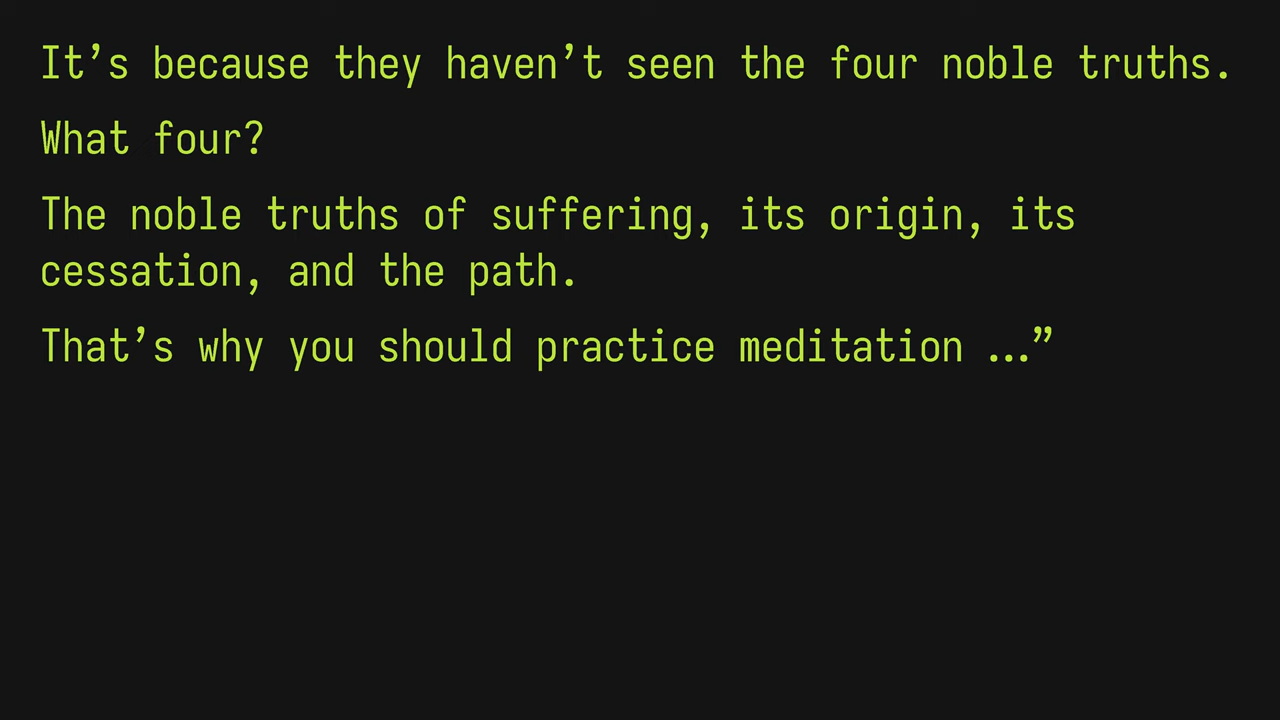 It’s because they haven’t seen the four noble truths.
What four?
The noble truths of suffering, its origin, its
cessation, and the path.
That’s why you should practice meditation …”